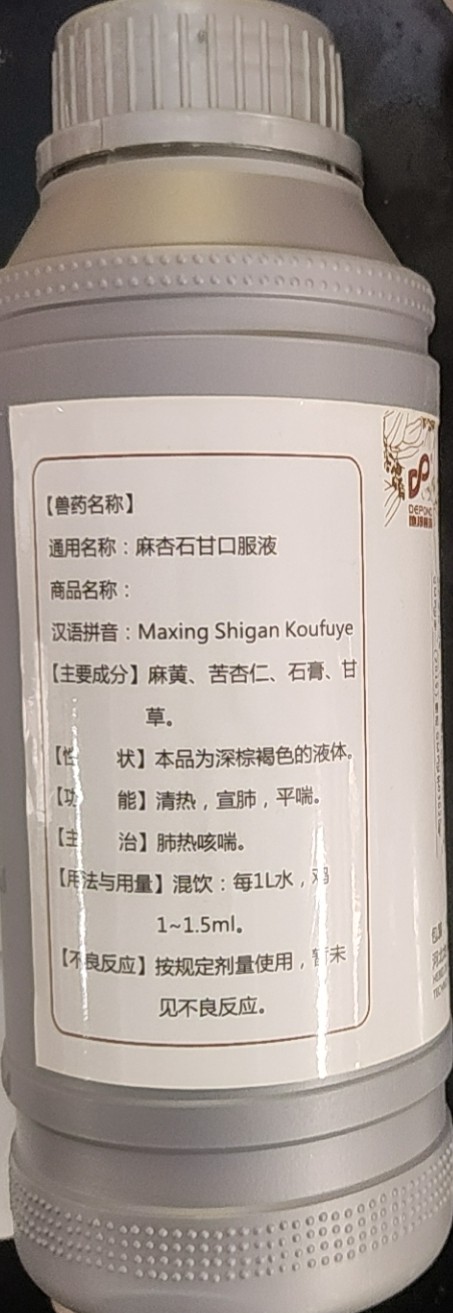 【兽药名称】
通用名称：麻杏石甘口服液
商品名称：
汉语拼音：Maxing Shigan Koufuye
【主要成分】麻黄、苦杏仁、石膏、甘
草。
【性 状】本品为深棕褐色的液体。
【功 能】清热，宣肺，平喘。
【主 治】肺热咳喘。
【用法与用量】混饮：每1L水，鸡
1~1.5ml。
【不良反应】按规定剂量使用，暂未
见不良反应。
DEPOND